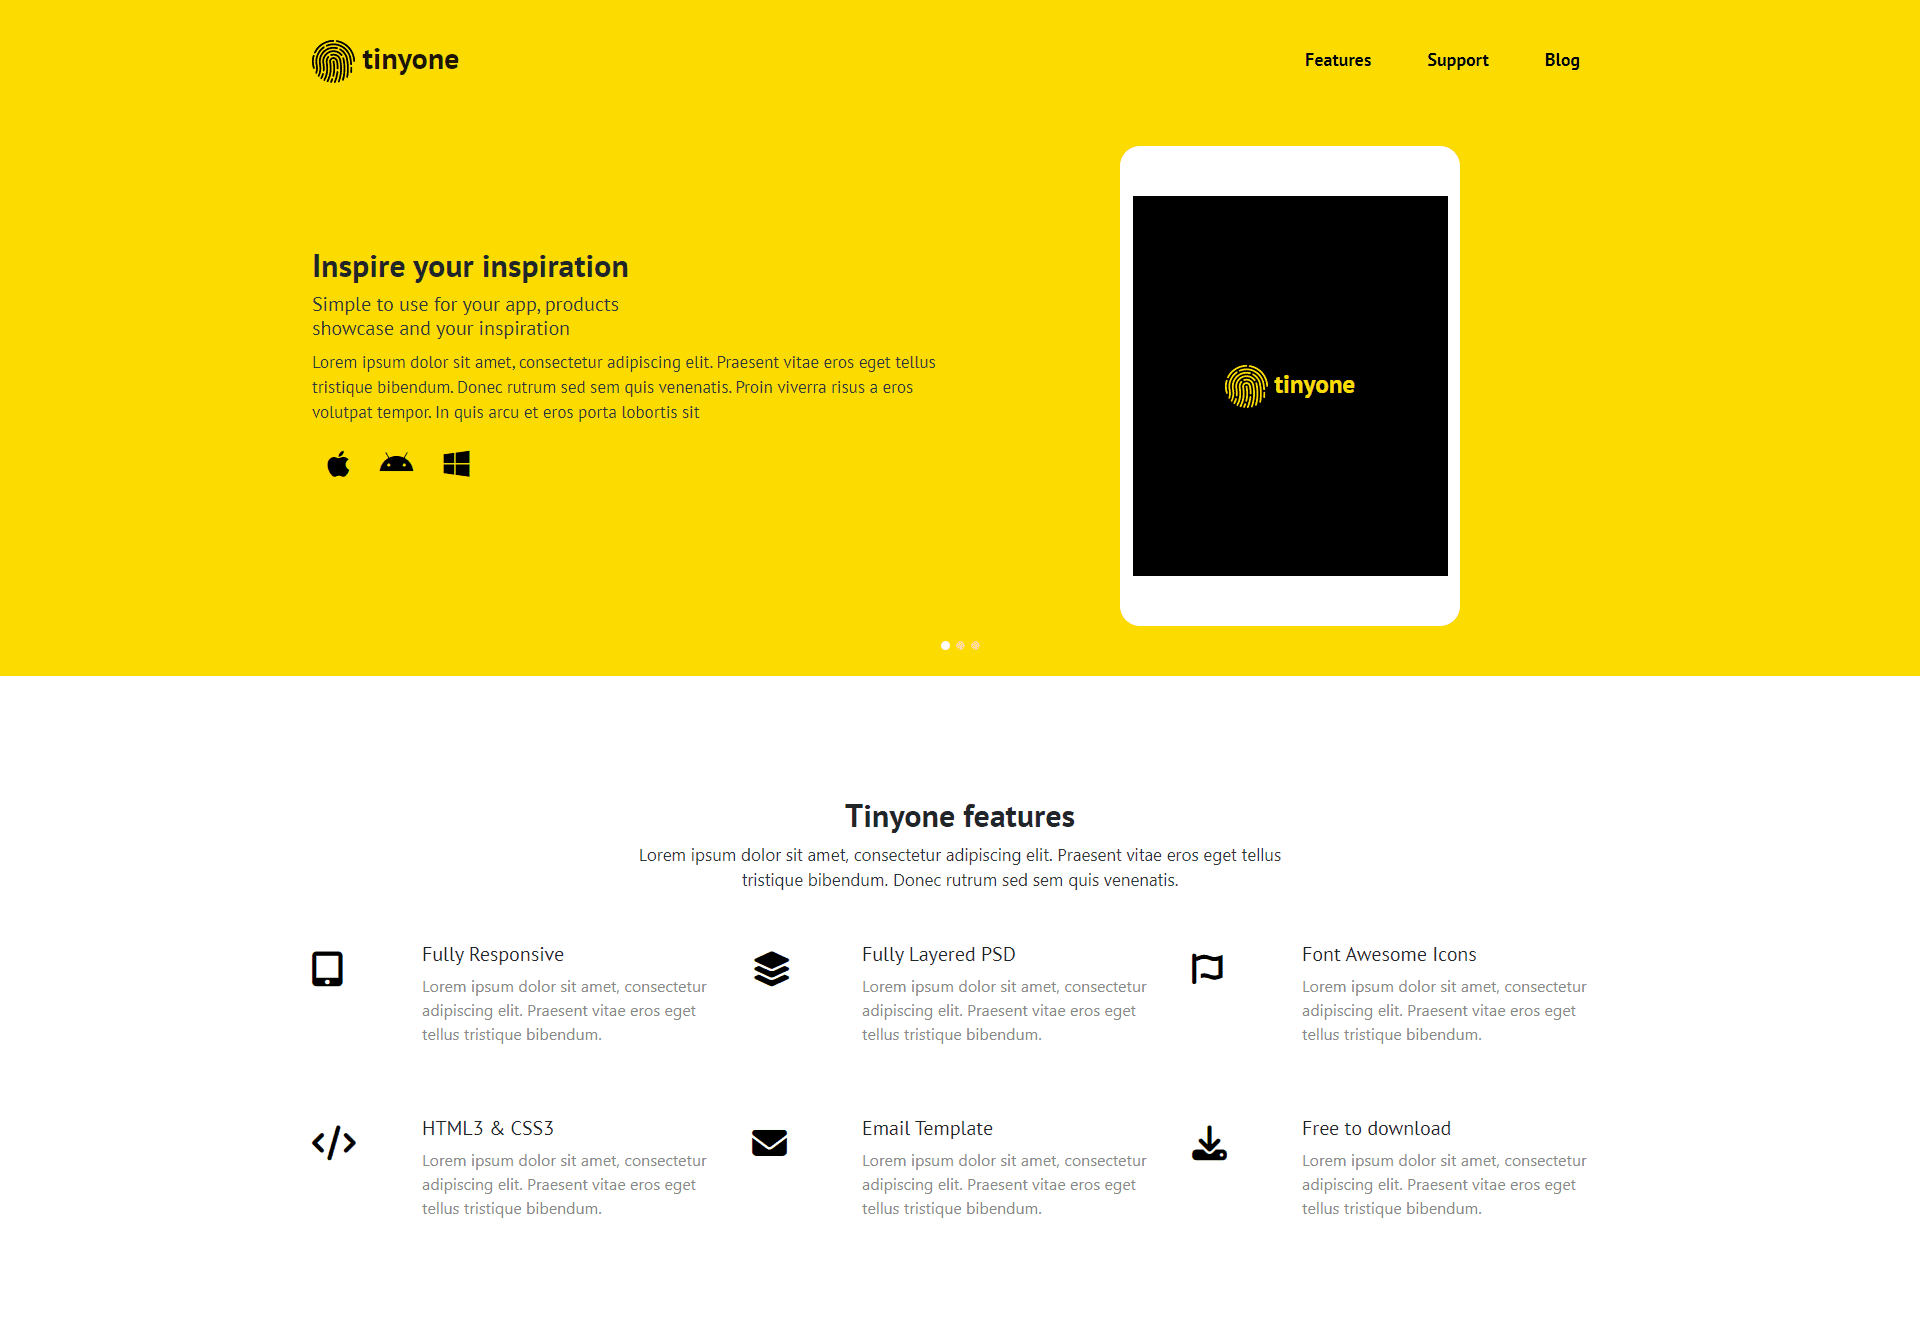 tinyone
Features
Support
Blog
Inspire your inspiration
Simple to use for your app, products
showcase and your inspiration
Lorem ipsum dolor sit amet, consectetur adipiscing elit. Praesent vitae eros eget tellus
tristique bibendum. Donec rutrum sed sem quis venenatis. Proin viverra risus a eros
volutpat tempor. In quis arcu et eros porta lobortis sit
tinyone
Tinyone features
Lorem ipsum dolor sit amet, consectetur adipiscing elit. Praesent vitae eros eget tellus
tristique bibendum. Donec rutrum sed sem quis venenatis.
Fully Responsive
Lorem ipsum dolor sit amet, consectetur
adipiscing elit. Praesent vitae eros eget
tellus tristique bibendum.
Fully Layered PSD
Lorem ipsum dolor sit amet, consectetur
adipiscing elit. Praesent vitae eros eget
tellus tristique bibendum.
Font Awesome Icons
Lorem ipsum dolor sit amet, consectetur
adipiscing elit. Praesent vitae eros eget
tellus tristique bibendum.
HTML3 & CSS3
Lorem ipsum dolor sit amet, consectetur
adipiscing elit. Praesent vitae eros eget
tellus tristique bibendum.
Email Template
Lorem ipsum dolor sit amet, consectetur
adipiscing elit. Praesent vitae eros eget
tellus tristique bibendum.
Free to download
Lorem ipsum dolor sit amet, consectetur
adipiscing elit. Praesent vitae eros eget
tellus tristique bibendum.